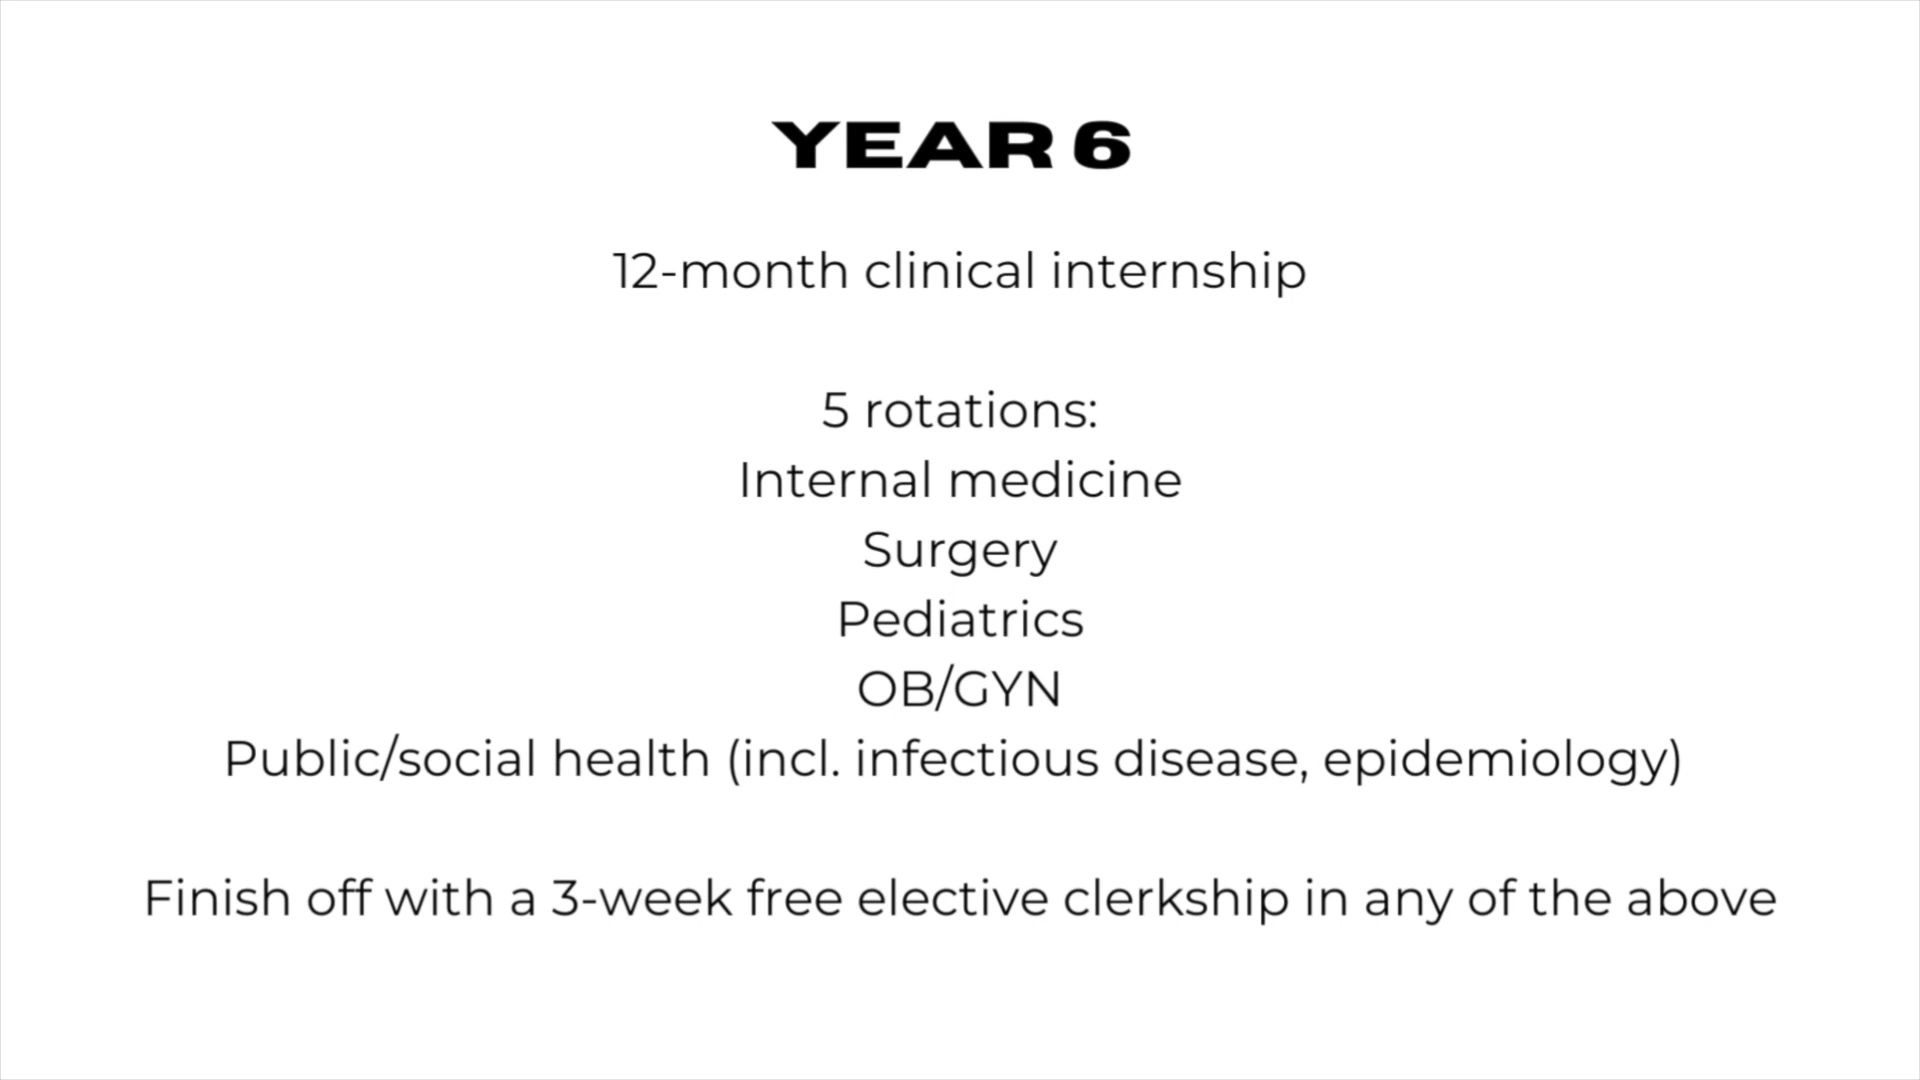 YEAR 6
12-month clinical internship
5 rotations:
Internal medicine
Surgery
Pediatrics
OB/GYN
Public/social health (incl. infectious disease, epidemiology)
Finish off with a 3-week free elective clerkship in any of the above